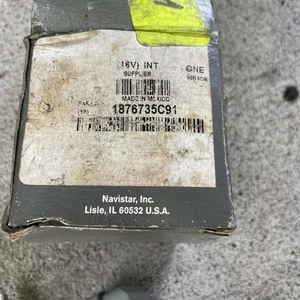 16V) INT
SUPPLIER
ONE
MADE IN MEXICO
1876735C91
Navistar, Inc.
Lisle, IL 60532 U.S.A.